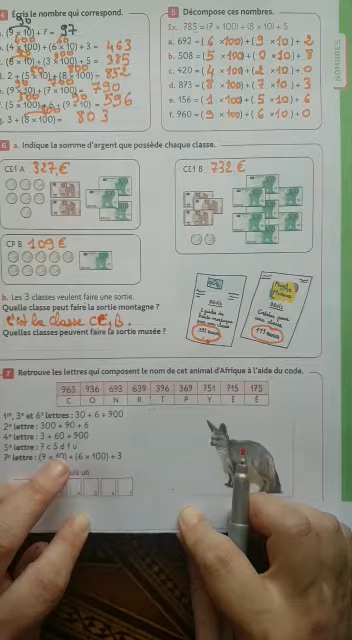 4 Écris le nombre qui correspond.
(9 × 10) + 7 = 97
(4 × 100) + (6 × 10) + 3 = 463
(8 × 10) + (3 × 100) + 5 = 385
2 + (5 × 10) + (8 × 100) = 852
(9 × 10) + (7 × 100) = 790
(5 × 100) + 6 + (9 × 10) = 596
3 + (8 × 100) = 803
5 Décompose ces nombres.
Ex. 785 = (7 × 100) + (8 × 10) + 5
a. 692 = (6 × 100) + (9 × 10) + 2
b. 508 = (5 × 100) + (0 × 10) + 8
c. 420 = (4 × 100) + (2 × 10) + 0
d. 873 = (8 × 100) + (7 × 10) + 3
e. 156 = (1 × 100) + (5 × 10) + 6
f. 960 = (9 × 100) + (6 × 10) + 0
NOMBRES
6 a. Indique la somme d'argent que possède chaque classe.
CE1 A 327 €
CE1 B 732 €
CP B 109 €
b. Les 3 classes veulent faire une sortie.
Quelle classe peut faire la sortie montagne ?
c'est la classe CE1 B.
Quelles classes peuvent faire la sortie musée ?
DEVIS
DEVIS
7 Retrouve les lettres qui composent le nom de cet animal d'Afrique à l'aide du code.
963 936 693 639 396 369 751 715 175
C O N R T P Y E É
1re, 3e et 6e lettres : 30 + 6 + 900
2e lettre : 300 + 90 + 6
4e lettre : 3 + 60 + 900
5e lettre : 7 c 5 d 1 u
7e lettre : (9 × 10) + (6 × 100) + 3
suis un